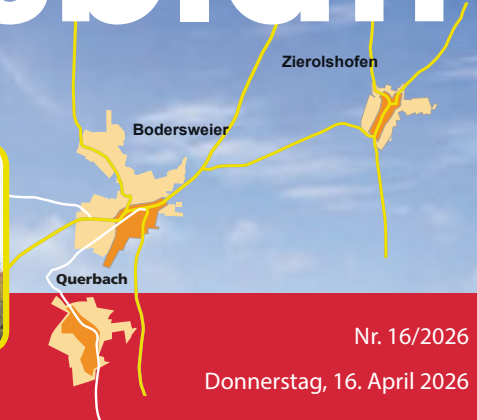 Zierolshofen
Bodersweier
Querbach
Nr. 16/2026
Donnerstag, 16. April 2026